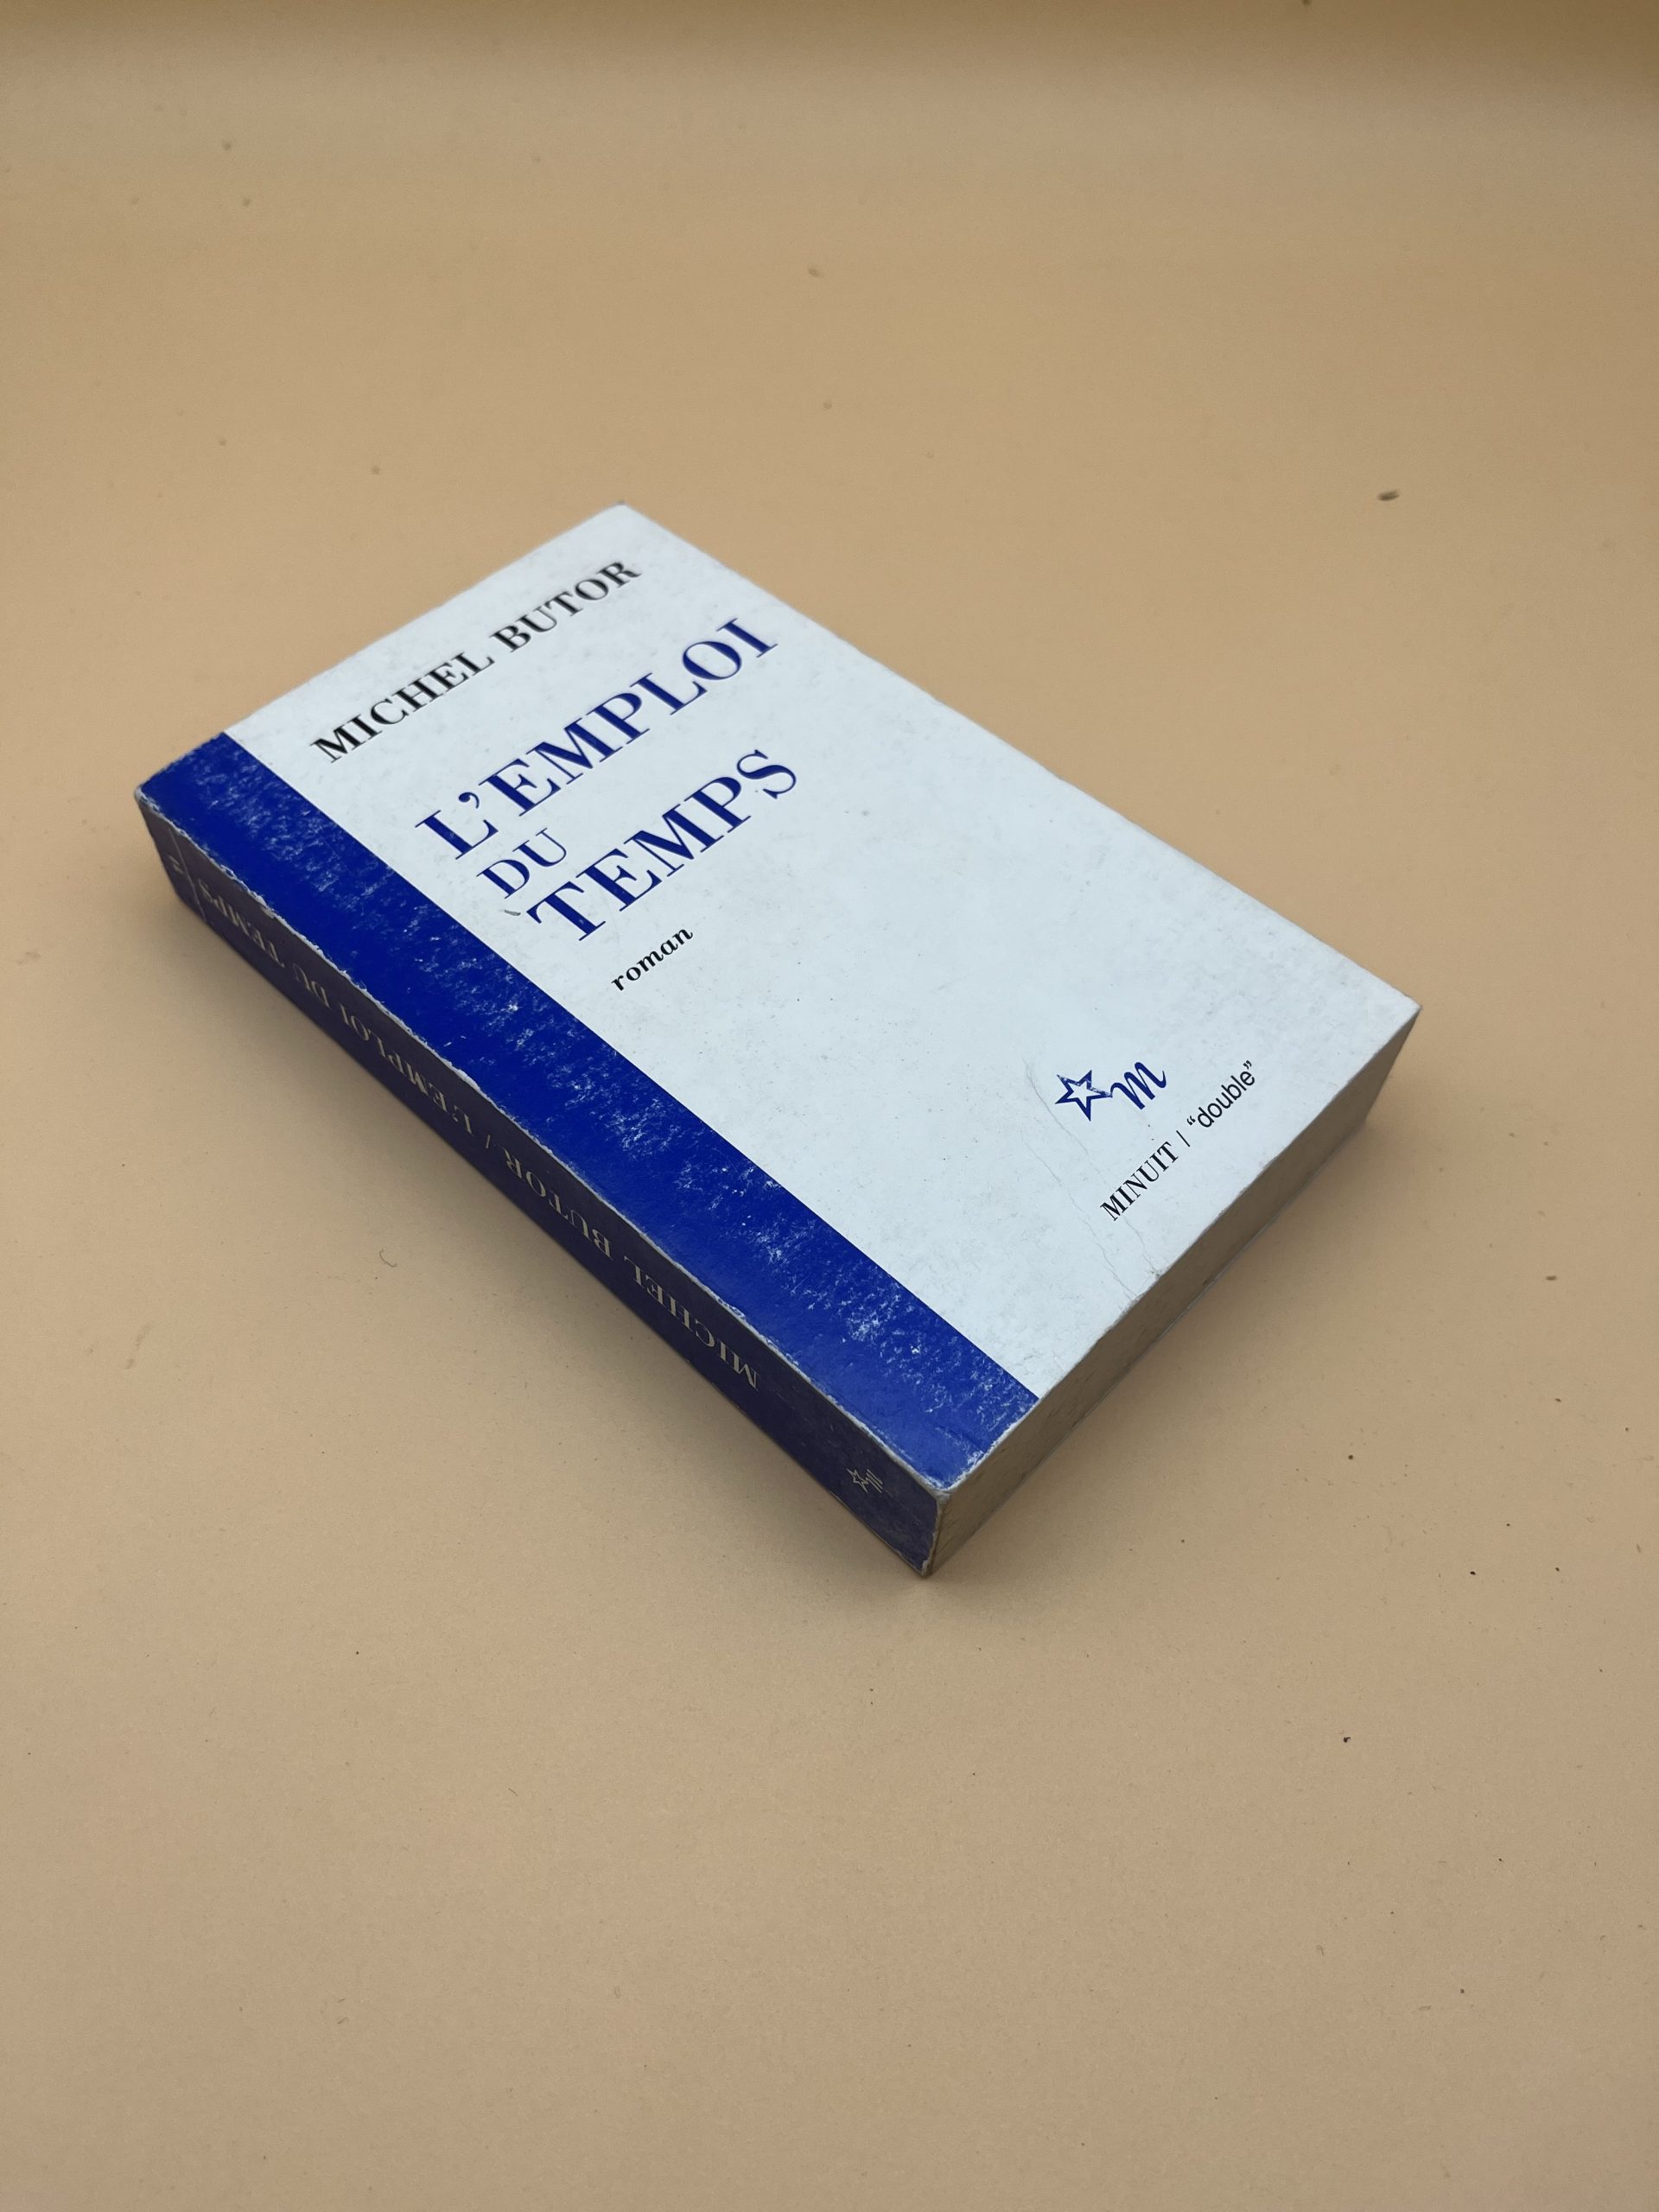 MICHEL BUTOR
L'EMPLOI
DU
TEMPS
roman
m
MINUIT / “double”
MICHEL BUTOR / L'EMPLOI DU TEMPS